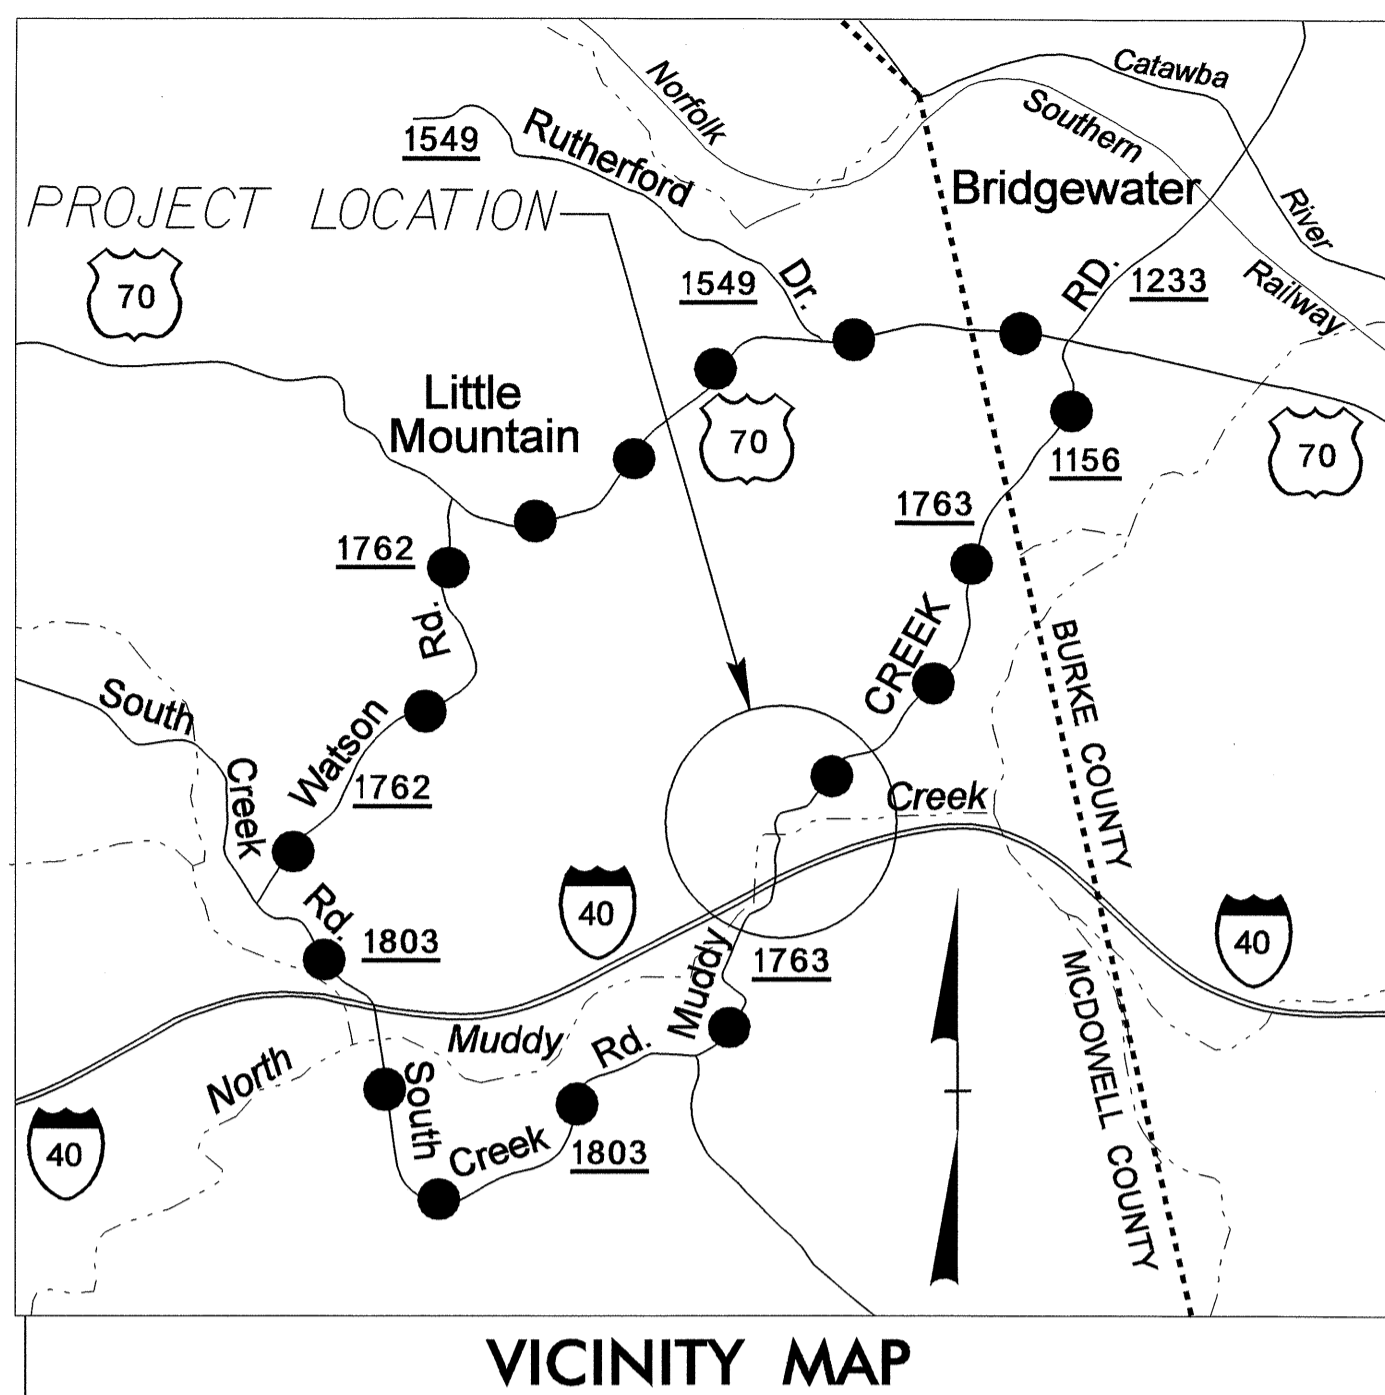 Catawba
Norfolk
Southern
1549
Rutherford
PROJECT LOCATION
Bridgewater
River
70
1549
Dr.
RD.
1233
Railway
Little
Mountain
70
70
1156
1763
1762
Rd.
CREEK
BURKE COUNTY
South
Watson
1762
Creek
Creek
Rd.
1803
40
40
1763
Muddy
MCDOWELL COUNTY
Muddy
Rd.
North
South
40
Creek
1803
VICINITY MAP